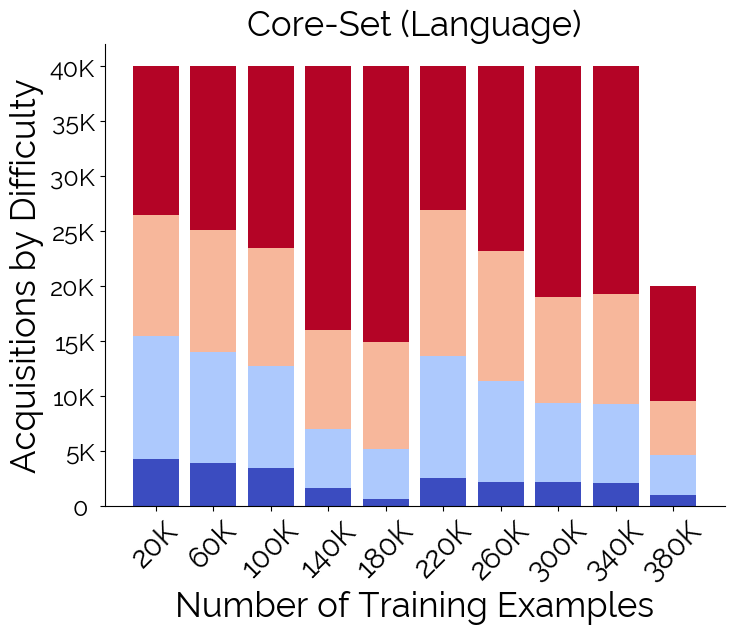 Core-Set (Language)
Acquisitions by Difficulty
40K
35K
30K
25K
20K
15K
10K
5K
0
20K
60K
100K
140K
180K
220K
260K
300K
340K
380K
Number of Training Examples